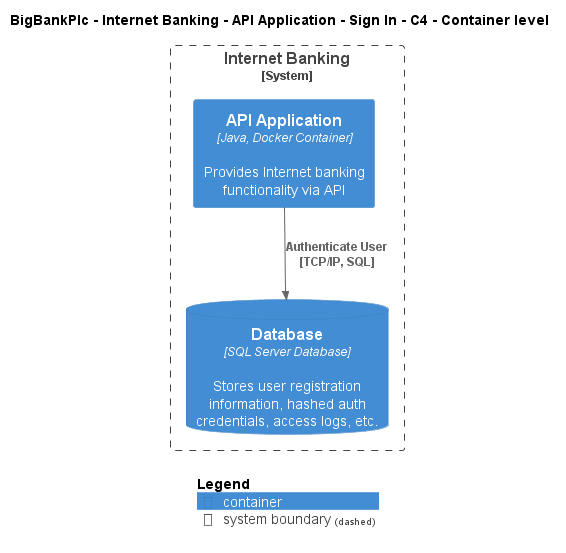 BigBankPlc - Internet Banking - API Application - Sign In - C4 - Container level
Internet Banking
[System]
API Application
[Java, Docker Container]
Provides Internet banking
functionality via API
Authenticate User
[TCP/IP, SQL]
Database
[SQL Server Database]
Stores user registration
information, hashed auth
credentials, access logs, etc.
Legend
container
system boundary (dashed)